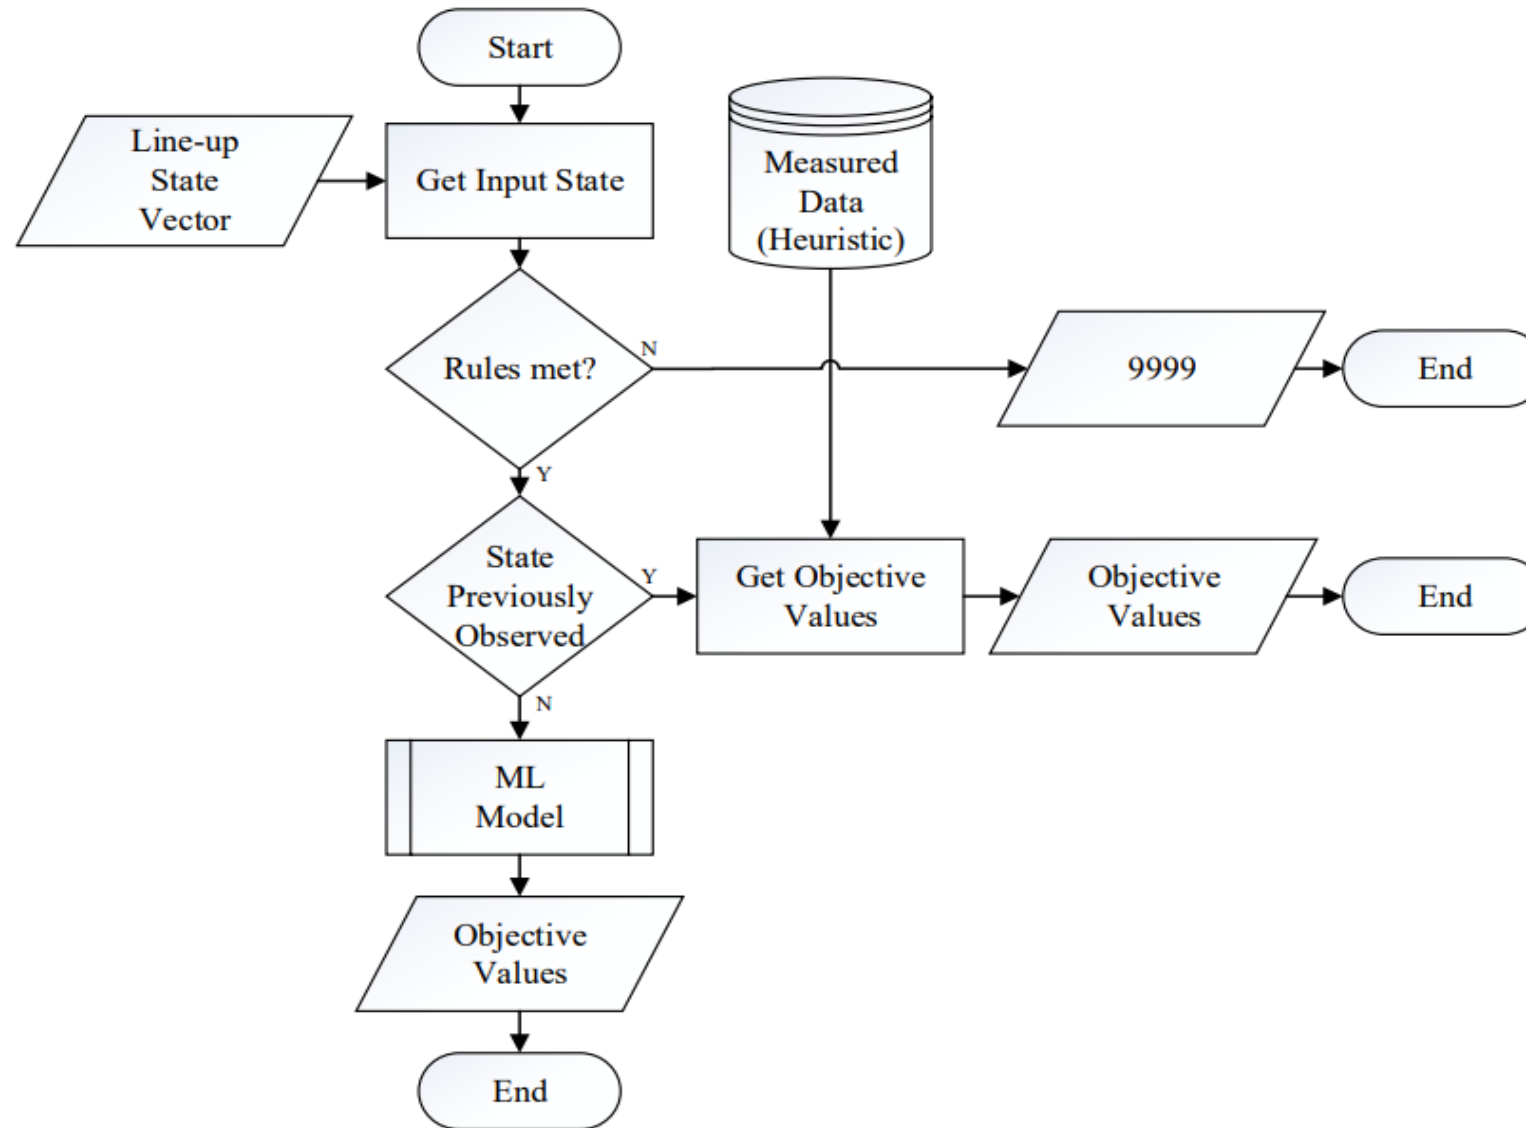 Start
Line-up
State
Vector
Get Input State
Measured
Data
(Heuristic)
Rules met?
N
9999
End
Y
State
Previously
Observed
Y
Get Objective
Values
Objective
Values
End
N
ML
Model
Objective
Values
End